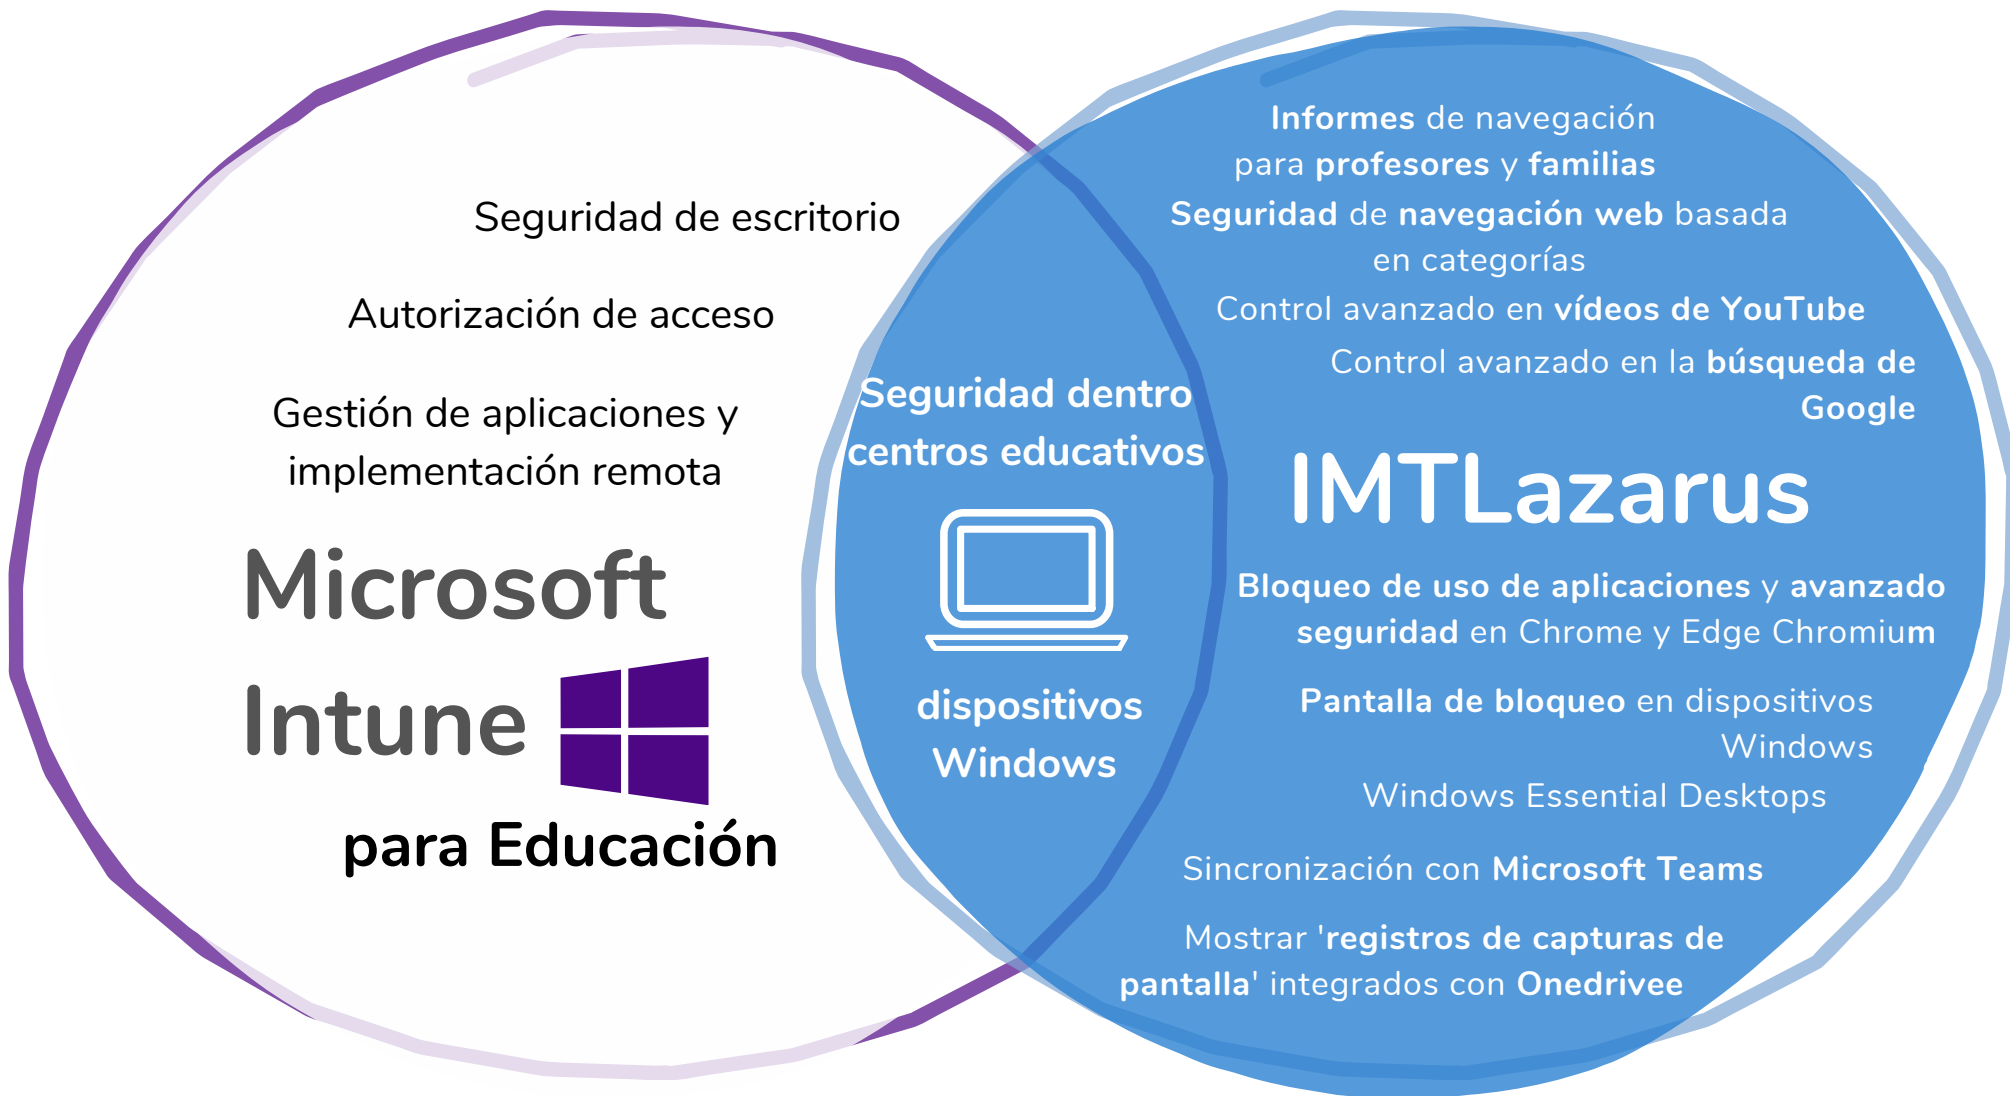 Seguridad de escritorio
Autorización de acceso
Gestión de aplicaciones y
implementación remota
Microsoft
Intune
para Educación
Seguridad dentro
centros educativos
dispositivos
Windows
Informes de navegación
para profesores y familias
Seguridad de navegación web basada
en categorías
Control avanzado en vídeos de YouTube
Control avanzado en la búsqueda de
Google
IMTLazarus
Bloqueo de uso de aplicaciones y avanzado
seguridad en Chrome y Edge Chromium
Pantalla de bloqueo en dispositivos
Windows
Windows Essential Desktops
Sincronización con Microsoft Teams
Mostrar 'registros de capturas de
pantalla' integrados con Onedrivee